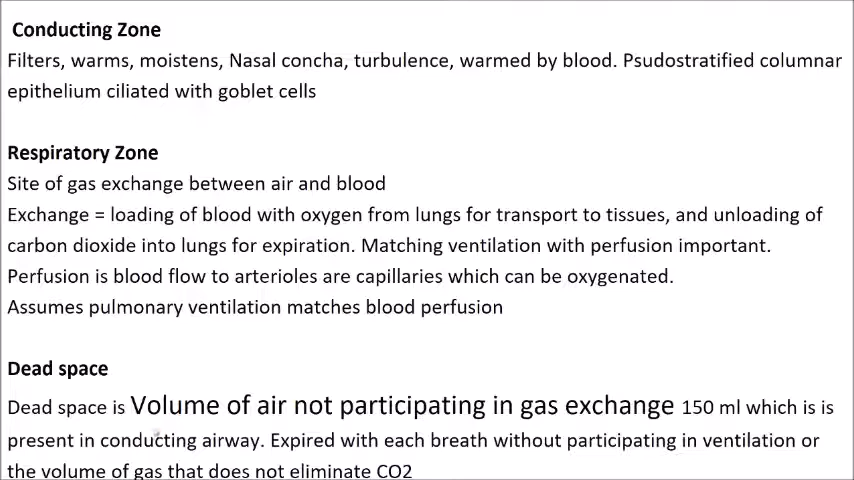 Conducting Zone
Filters, warms, moistens, Nasal concha, turbulence, warmed by blood. Psudostratified columnar
epithelium ciliated with goblet cells
Respiratory Zone
Site of gas exchange between air and blood
Exchange = loading of blood with oxygen from lungs for transport to tissues, and unloading of
carbon dioxide into lungs for expiration. Matching ventilation with perfusion important.
Perfusion is blood flow to arterioles are capillaries which can be oxygenated.
Assumes pulmonary ventilation matches blood perfusion
Dead space
Dead space is Volume of air not participating in gas exchange 150 ml which is is
present in conducting airway. Expired with each breath without participating in ventilation or
the volume of gas that does not eliminate CO2